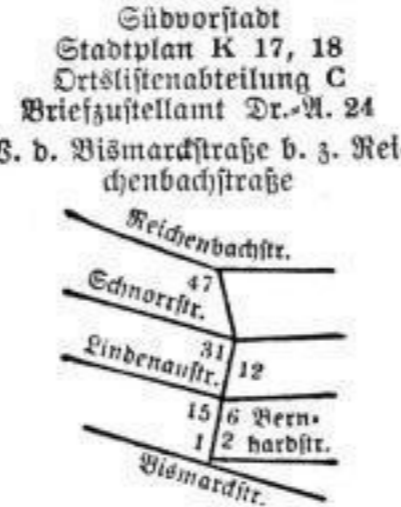 Südvorstadt
Stadtplan K 17, 18
Ortslistenabteilung C
Briefzustellamt Dr.-A. 24
V. d. Bismarckstraße b. z. Rei-
chenbachstraße
Reichenbachstr.
47
Schnorrstr.
31
12
Lindenaustr.
15
6 Bern-
1
2 hardstr.
Bismarckstr.